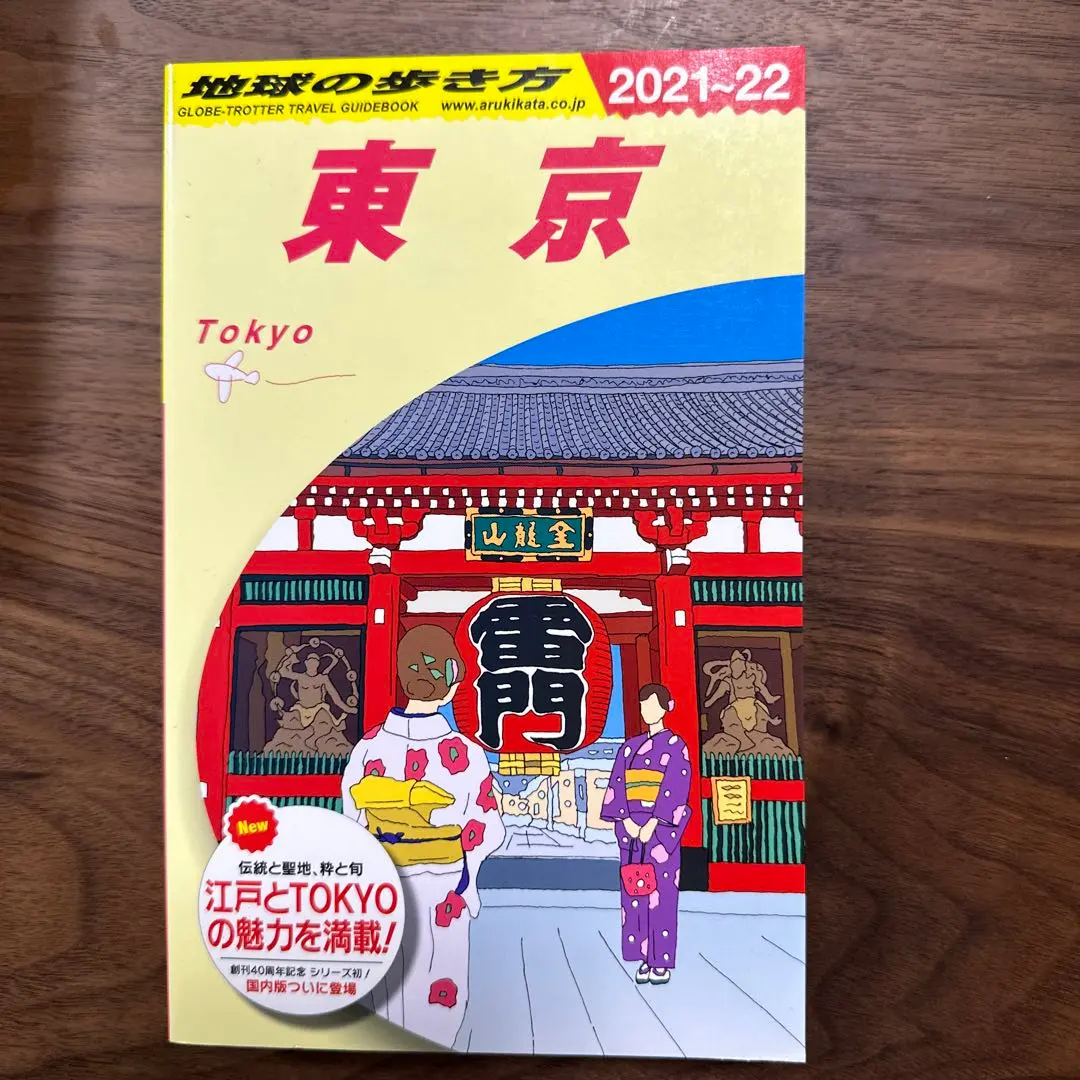 地球の歩き方
2021~22
GLOBE-TROTTER TRAVEL GUIDEBOOK
www.arukikata.co.jp
東京
Tokyo
山龍金
雷門
New
伝統と聖地、粋と旬
江戸とTOKYO
の魅力を満載!
創刊40周年記念 シリーズ初!
国内版ついに登場